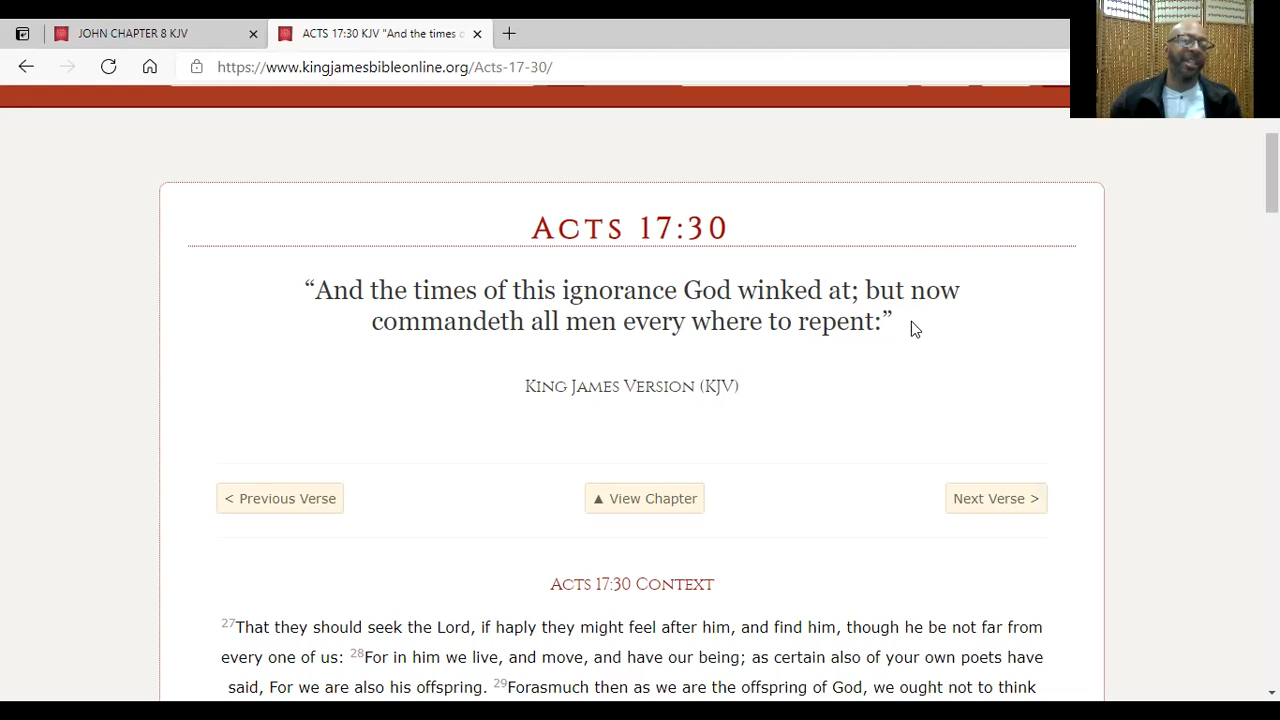 JOHN CHAPTER 8 KJV
ACTS 17:30 KJV "And the times
https://www.kingjamesbibleonline.org/Acts-17-30/
Acts 17:30
“And the times of this ignorance God winked at; but now
commandeth all men every where to repent:”
King James Version (KJV)
< Previous Verse
▲ View Chapter
Next Verse >
Acts 17:30 Context
27That they should seek the Lord, if haply they might feel after him, and find him, though he be not far from
every one of us: 28For in him we live, and move, and have our being; as certain also of your own poets have
said, For we are also his offspring. 29Forasmuch then as we are the offspring of God, we ought not to think